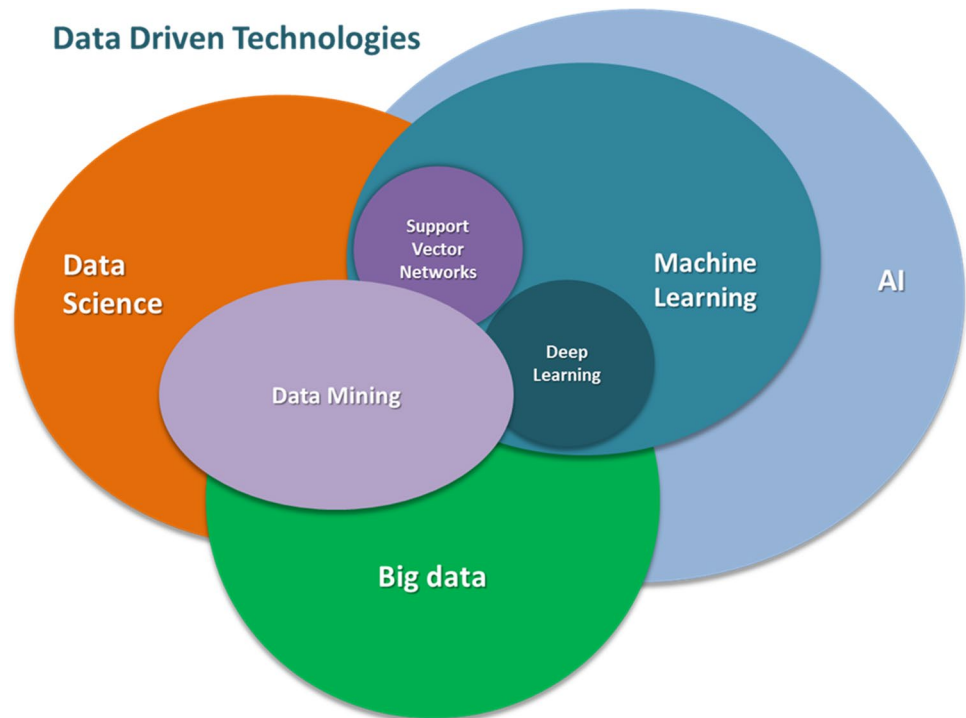 Data Driven Technologies
Support
Vector
Networks
Data
Science
Machine
Learning
AI
Deep
Learning
Data Mining
Big data